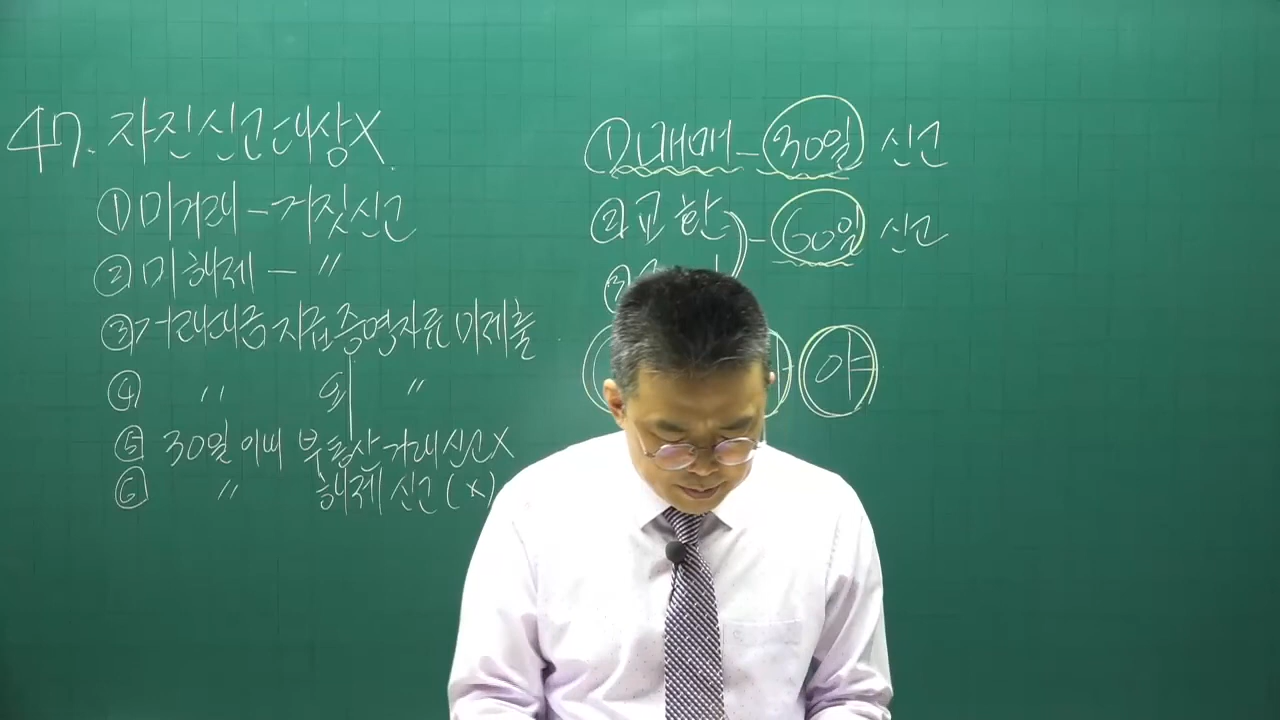 47. 자진신고대상X.
① 미거래 - 거짓신고
② 미해제 - 〃
③ 거래대금 지급증명자료 미제출
④ 〃 외 〃
⑤ 30일 이내 부동산거래신고X
⑥ 〃 해제신고(X)
① 매매 - 30일 신고
② 교환 - 60일 신고
③
야